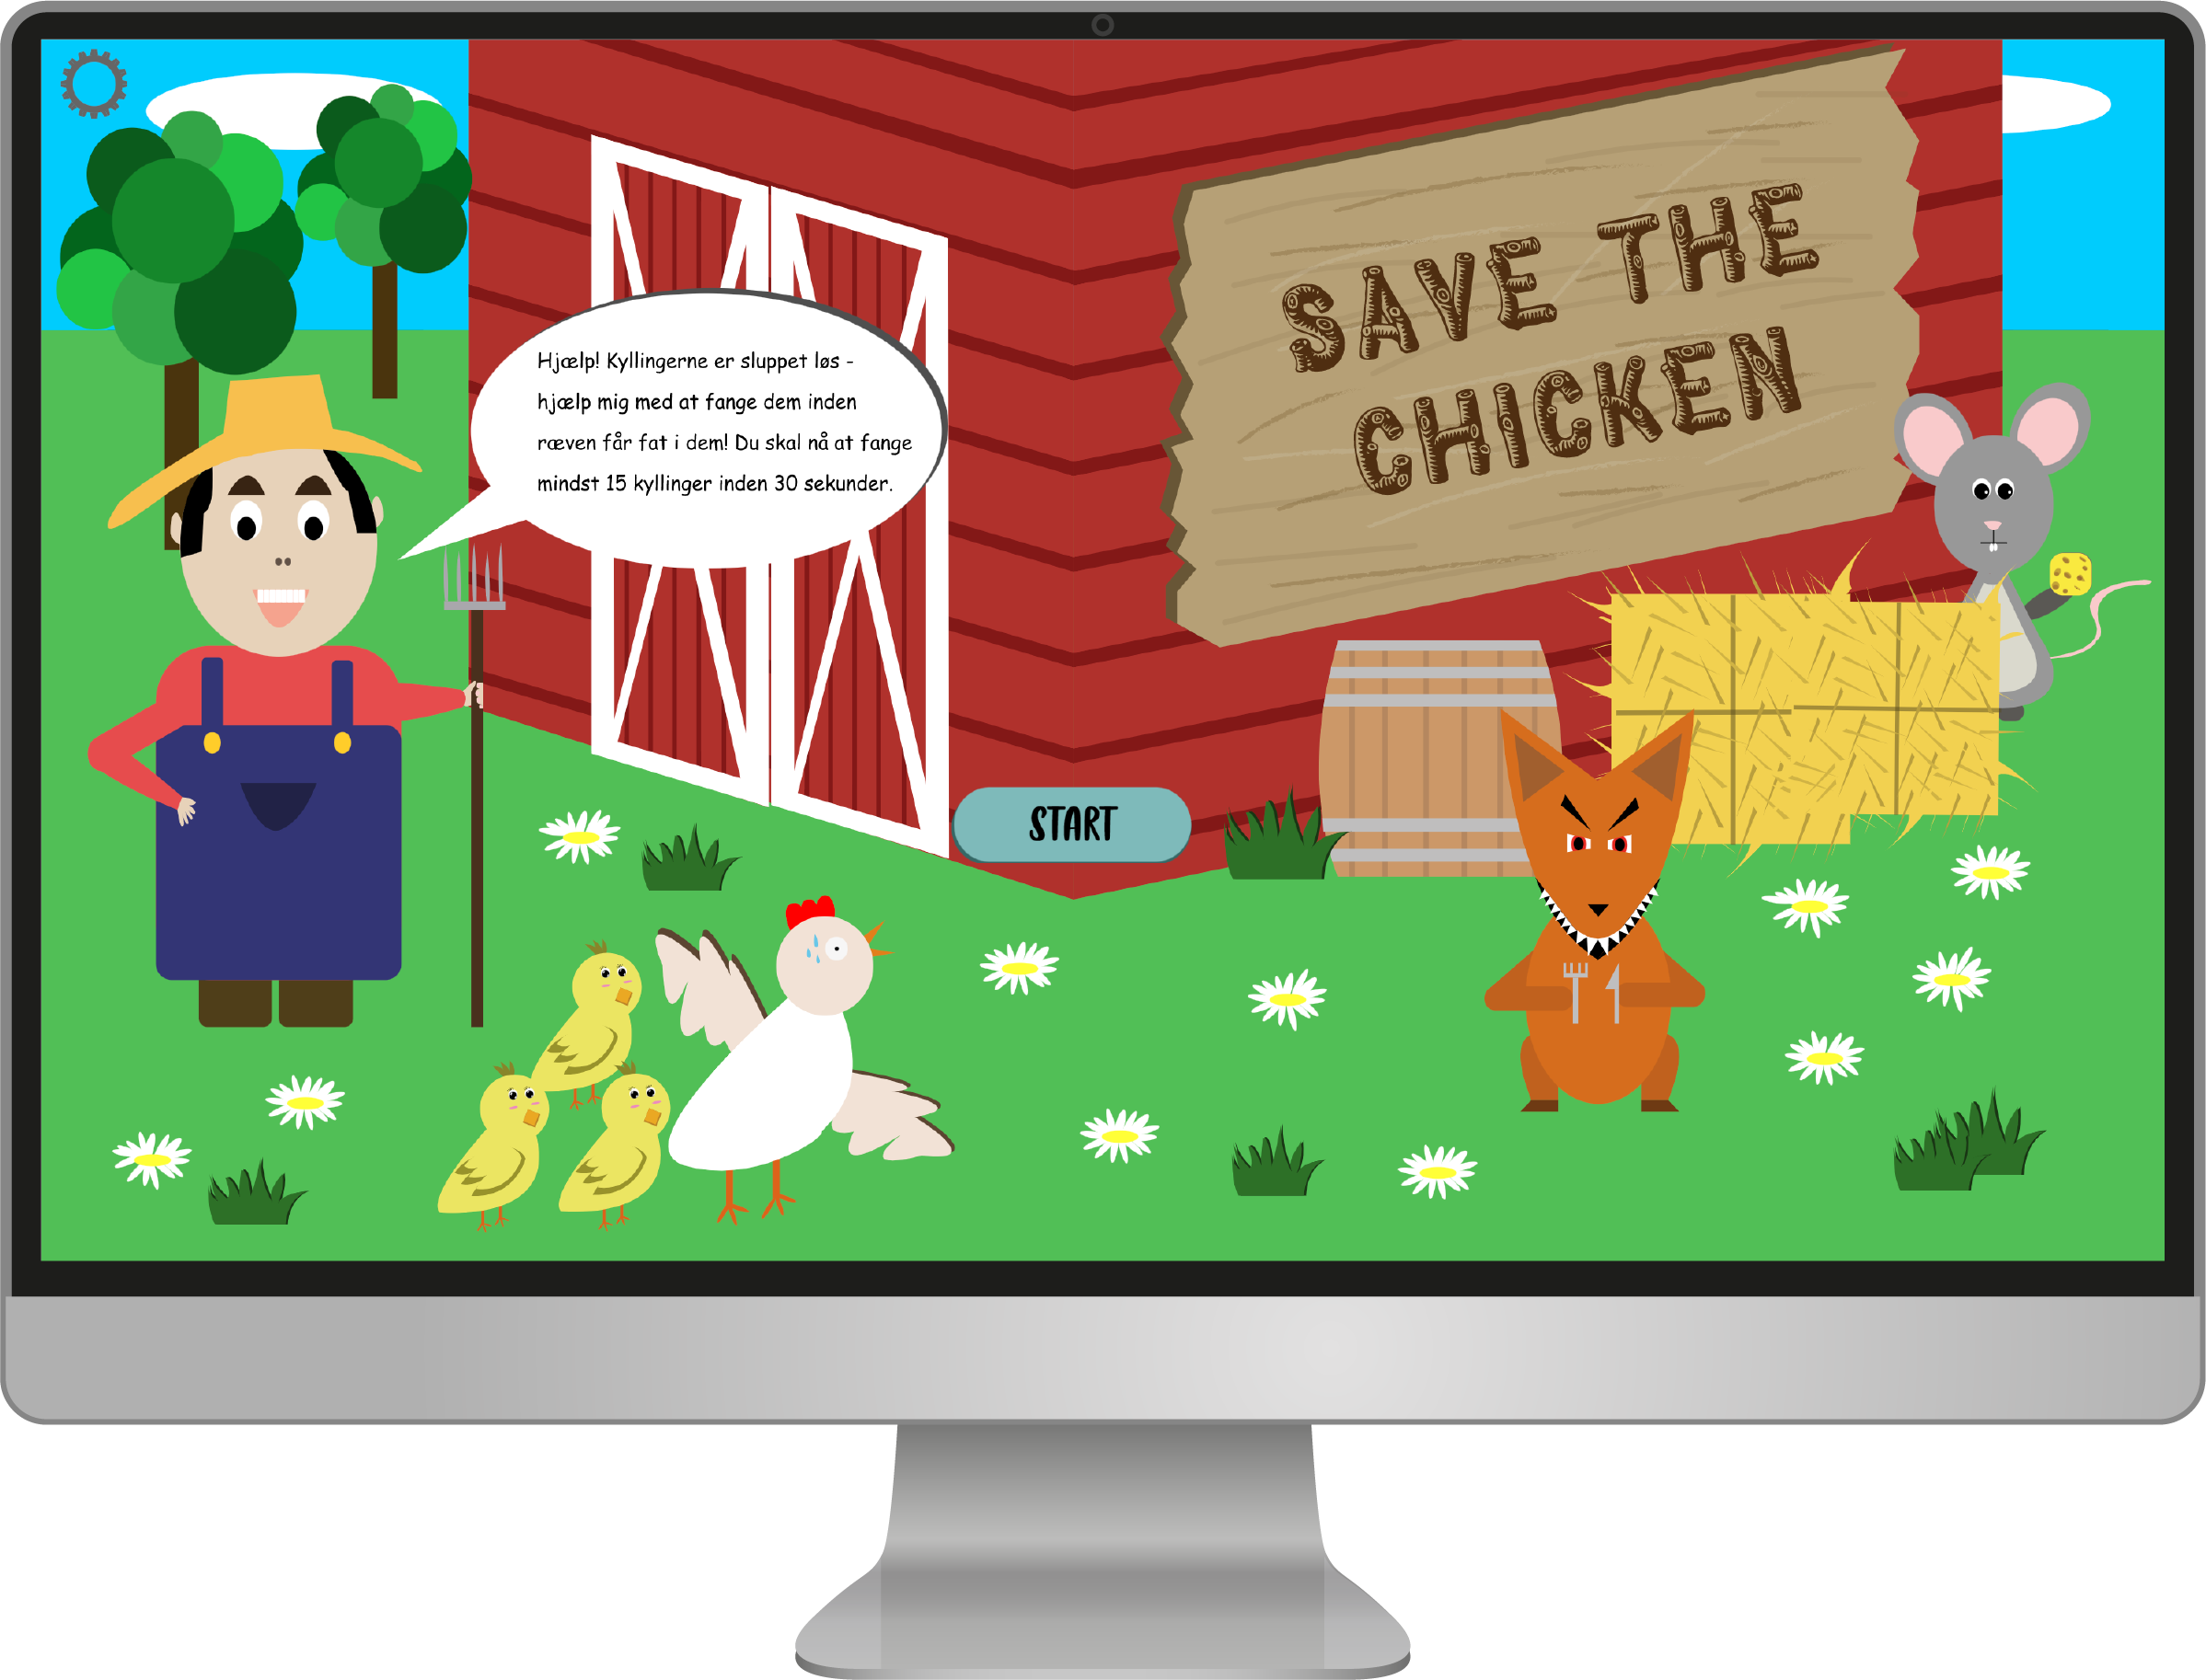 Hjælp! Kyllingerne er sluppet løs -
hjælp mig med at fange dem inden
ræven får fat i dem! Du skal nå at fange
mindst 15 kyllinger inden 30 sekunder.
SAVE THE
CHICKEN
START